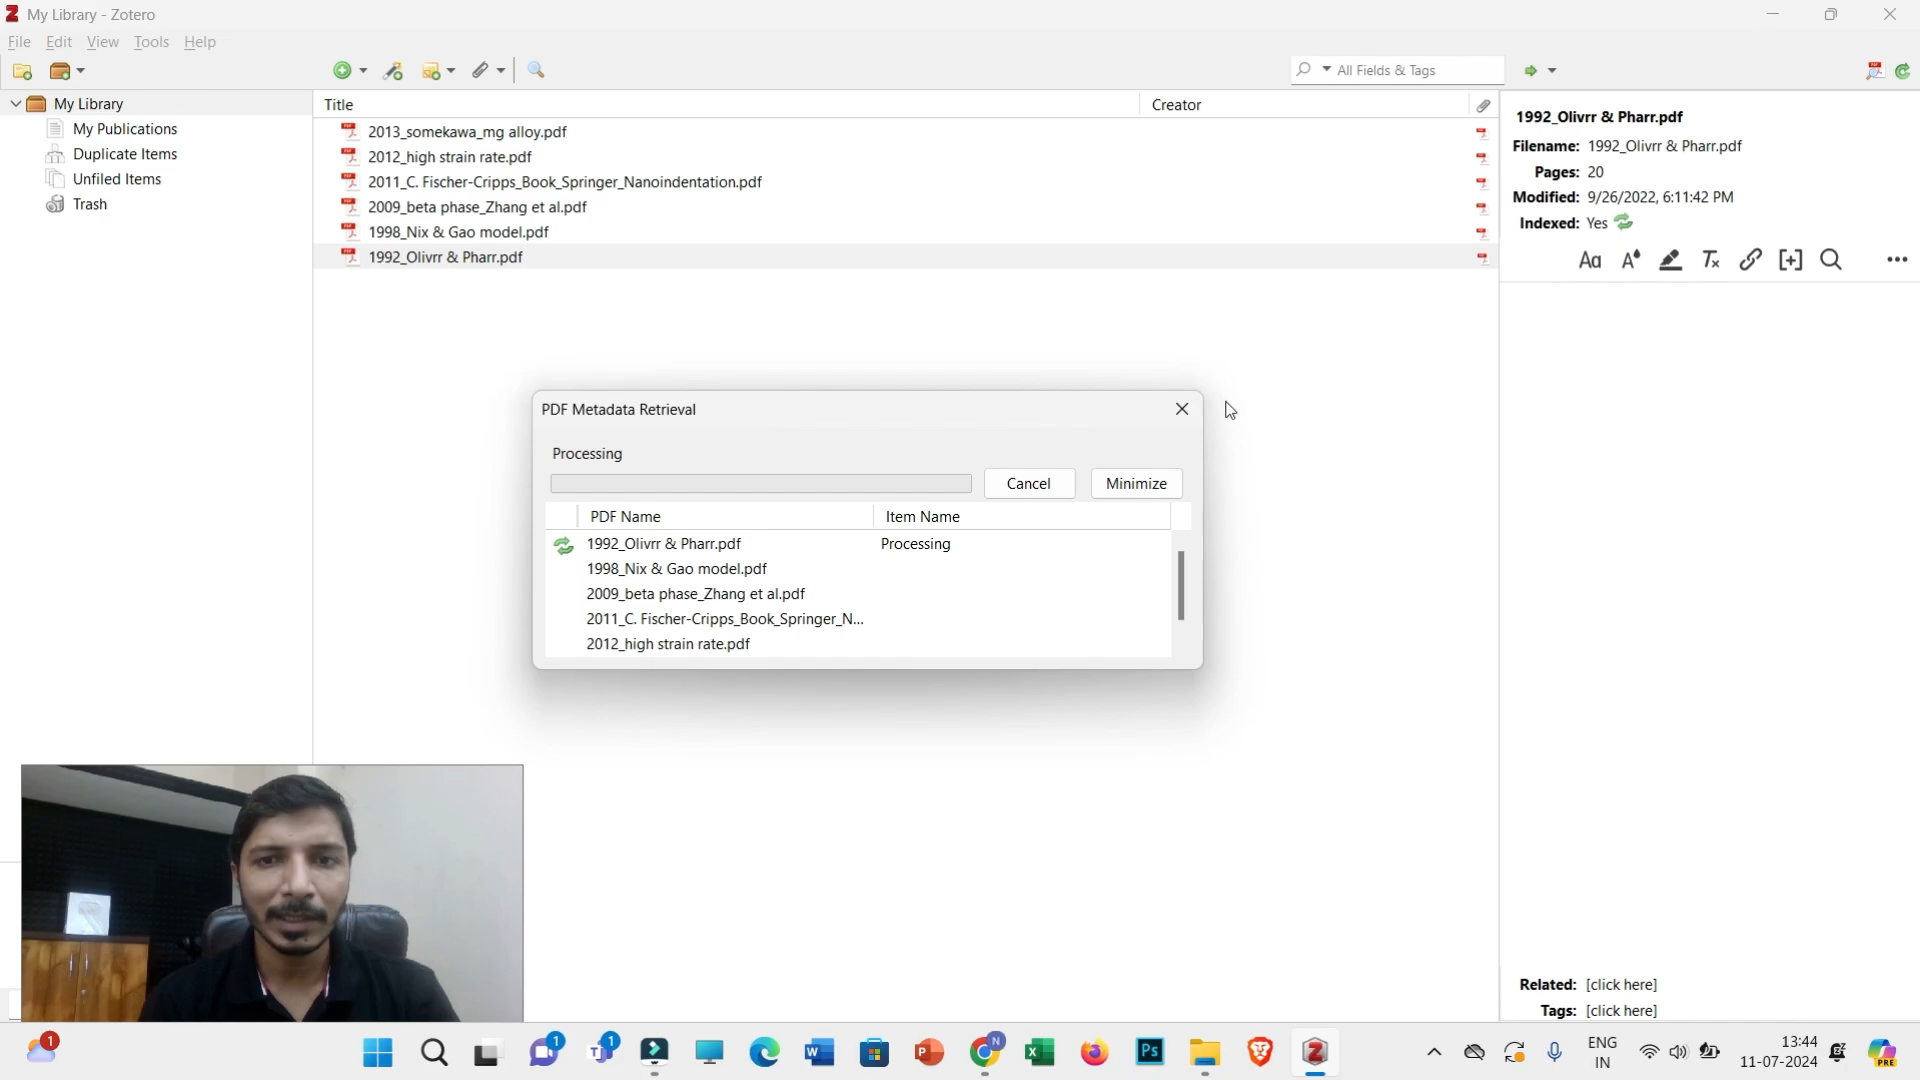 My Library - Zotero
File Edit View Tools Help
All Fields & Tags
My Library
My Publications
Duplicate Items
Unfiled Items
Trash
Title Creator
2013_somekawa_mg alloy.pdf
2012_high strain rate.pdf
2011_C. Fischer-Cripps_Book_Springer_Nanoindentation.pdf
2009_beta phase_Zhang et al.pdf
1998_Nix & Gao model.pdf
1992_Olivrr & Pharr.pdf
1992_Olivrr & Pharr.pdf
Filename: 1992_Olivrr & Pharr.pdf
Pages: 20
Modified: 9/26/2022, 6:11:42 PM
Indexed: Yes
PDF Metadata Retrieval
Processing
Cancel Minimize
PDF Name Item Name
1992_Olivrr & Pharr.pdf Processing
1998_Nix & Gao model.pdf
2009_beta phase_Zhang et al.pdf
2011_C. Fischer-Cripps_Book_Springer_N...
2012_high strain rate.pdf
Related: [click here]
Tags: [click here]
1
1
1
N
Ps
ENG
IN
13:44
11-07-2024
PRE